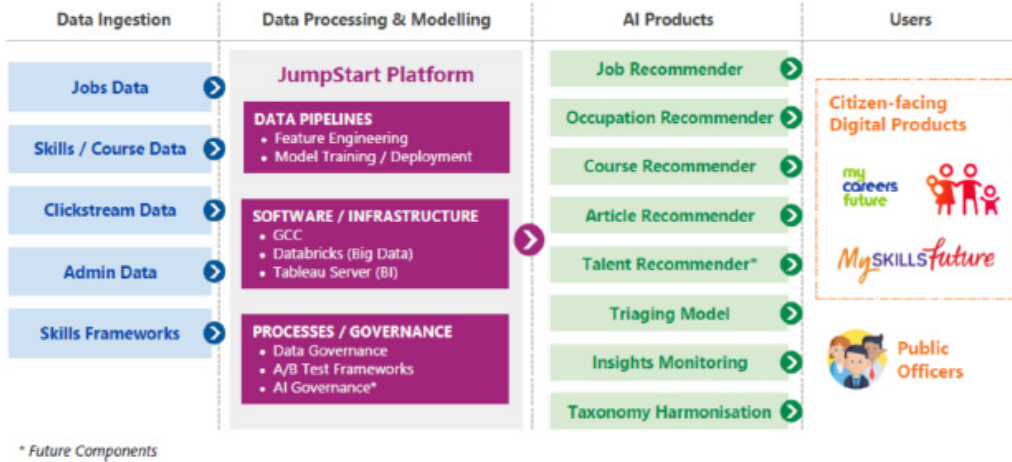 Data Ingestion
Data Processing & Modelling
AI Products
Users
Jobs Data
Skills / Course Data
Clickstream Data
Admin Data
Skills Frameworks
JumpStart Platform
DATA PIPELINES
• Feature Engineering
• Model Training / Deployment
SOFTWARE / INFRASTRUCTURE
• GCC
• Databricks (Big Data)
• Tableau Server (BI)
PROCESSES / GOVERNANCE
• Data Governance
• A/B Test Frameworks
• AI Governance*
Job Recommender
Occupation Recommender
Course Recommender
Article Recommender
Talent Recommender*
Triaging Model
Insights Monitoring
Taxonomy Harmonisation
Citizen-facing
Digital Products
my
careers
future
MySKILLSfuture
Public
Officers
* Future Components